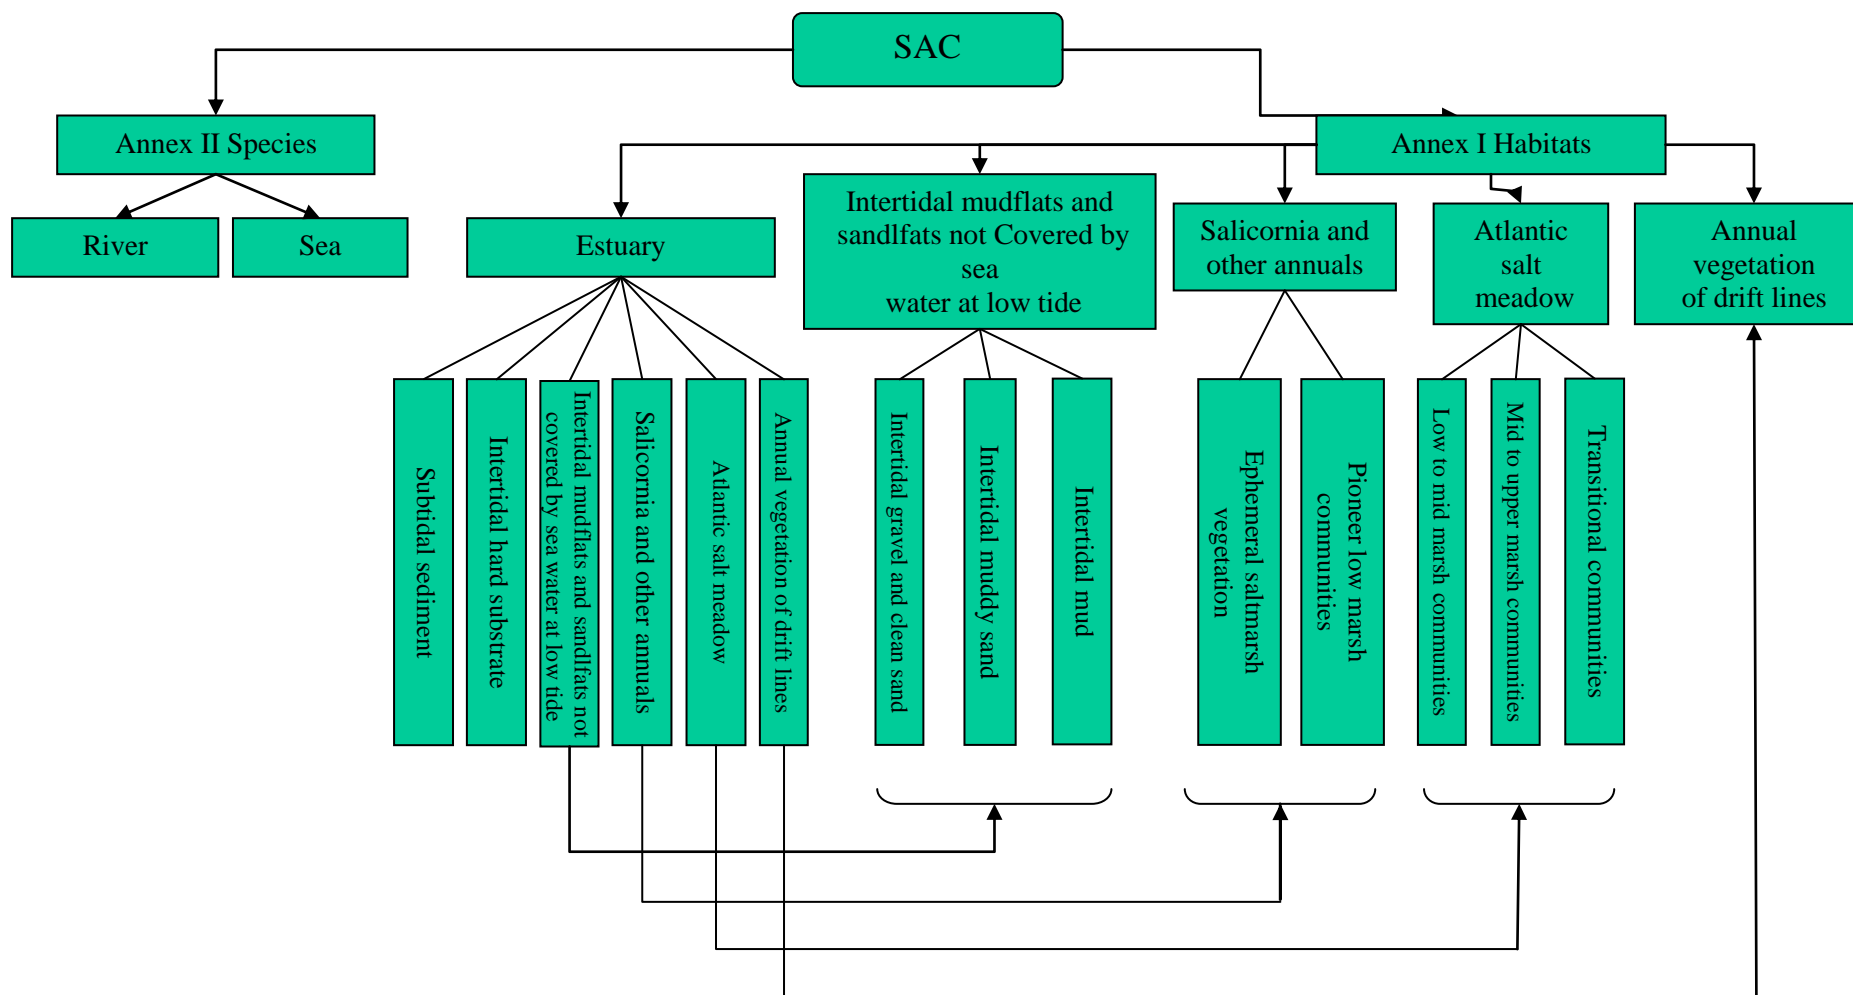 SAC
Annex II Species
Annex I Habitats
River
Sea
Estuary
Intertidal mudflats and
sandlfats not Covered by
sea
water at low tide
Salicornia and
other annuals
Atlantic
salt
meadow
Annual
vegetation
of drift lines
Subtidal sediment
Intertidal hard substrate
Intertidal mudflats and sandlfats not
covered by sea water at low tide
Salicornia and other annuals
Atlantic salt meadow
Annual vegetation of drift lines
Intertidal gravel and clean sand
Intertidal muddy sand
Intertidal mud
Ephemeral saltmarsh
vegetation
Pioneer low marsh
communities
Low to mid marsh communities
Mid to upper marsh communities
Transitional communities